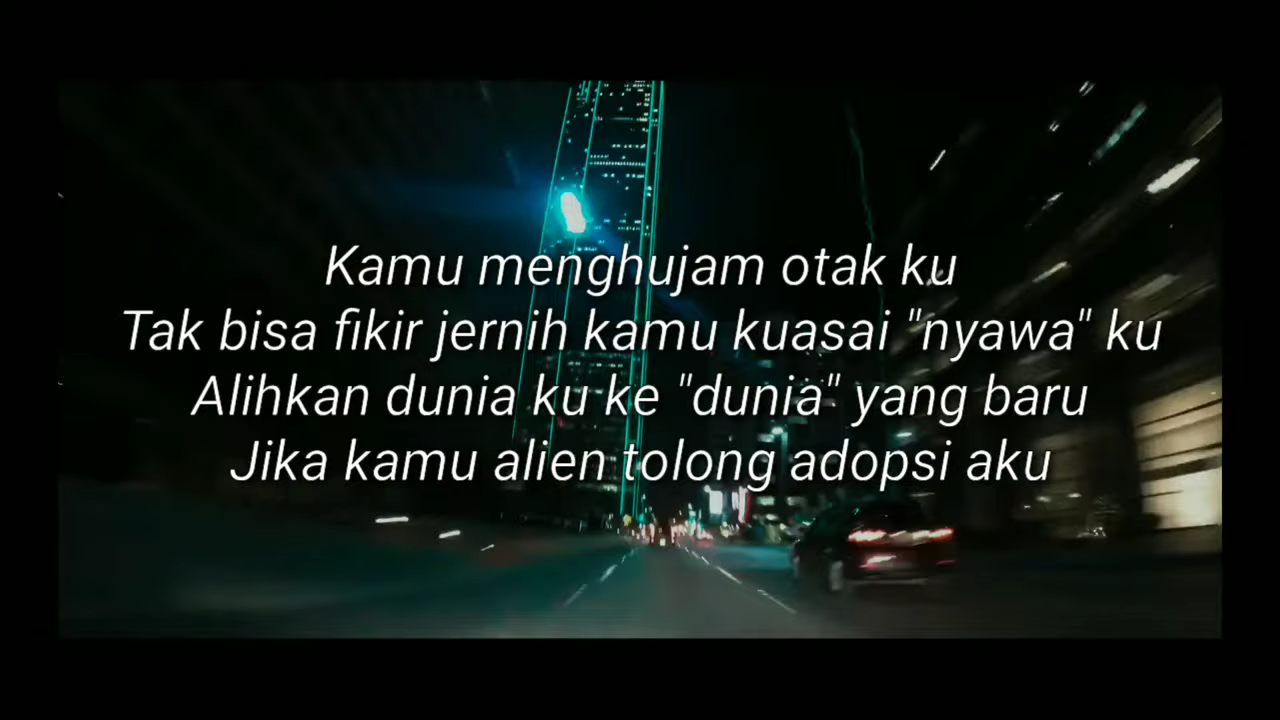 Kamu menghujam otak ku
Tak bisa fikir jernih kamu kuasai "nyawa" ku
Alihkan dunia ku ke "dunia" yang baru
Jika kamu alien tolong adopsi aku